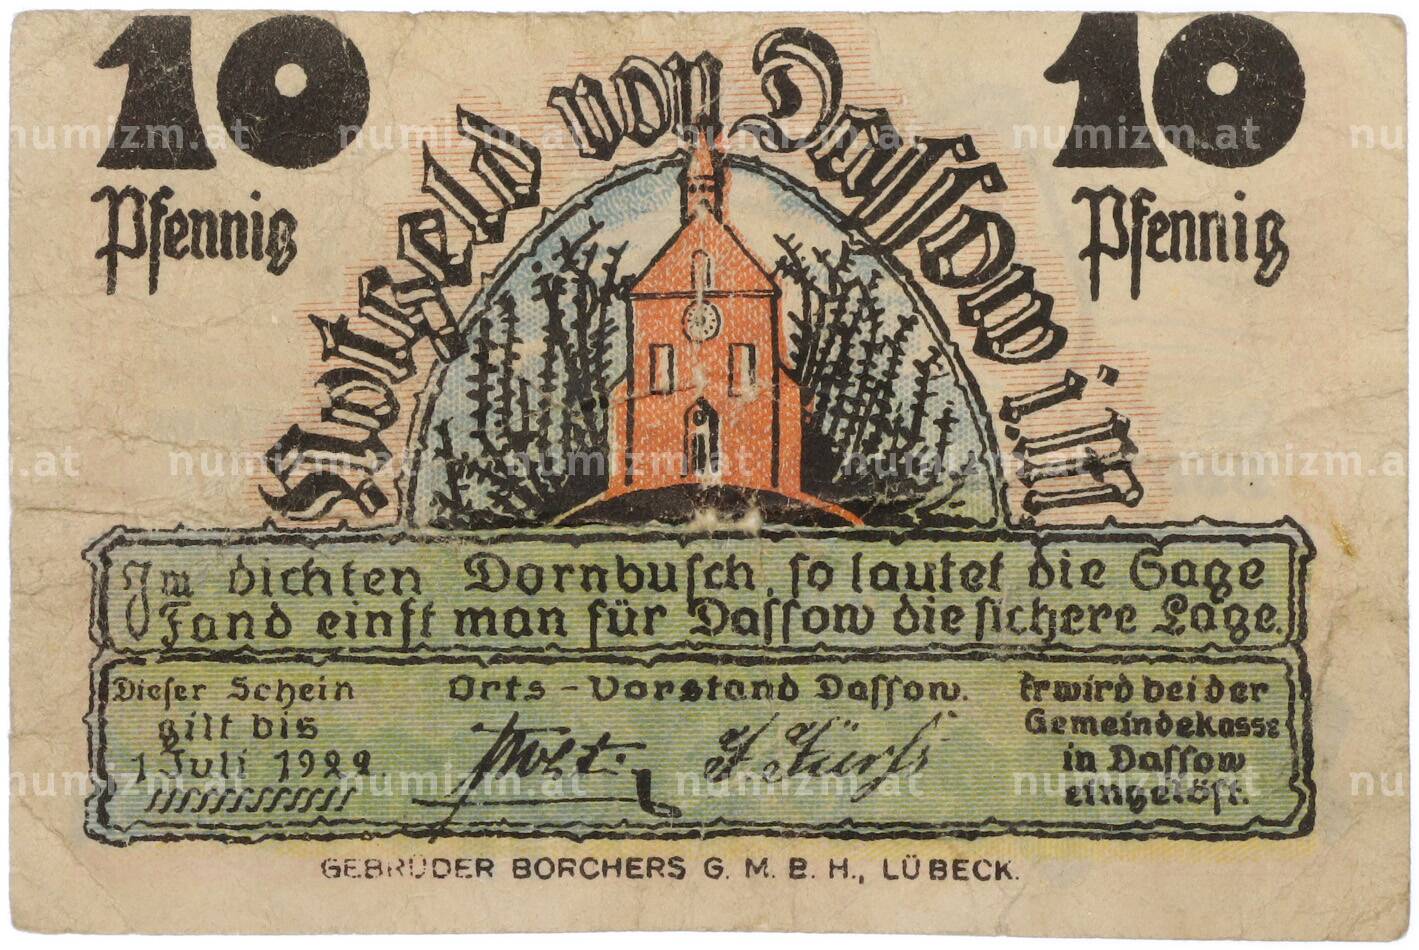 10
Pfennig
Notgeld von Dassow i. M
10
Pfennig
Im dichten Dornbusch, so lautet die Sage
Fand einst man für Dassow die sichere Lage.
Dieser Schein
gilt bis
1 Juli 1922
Orts-Vorstand Dassow.
Er wird bei der
Gemeindekasse
in Dassow
eingelöst.
GEBRÜDER BORCHERS G. M. B. H., LÜBECK.
numizm.at